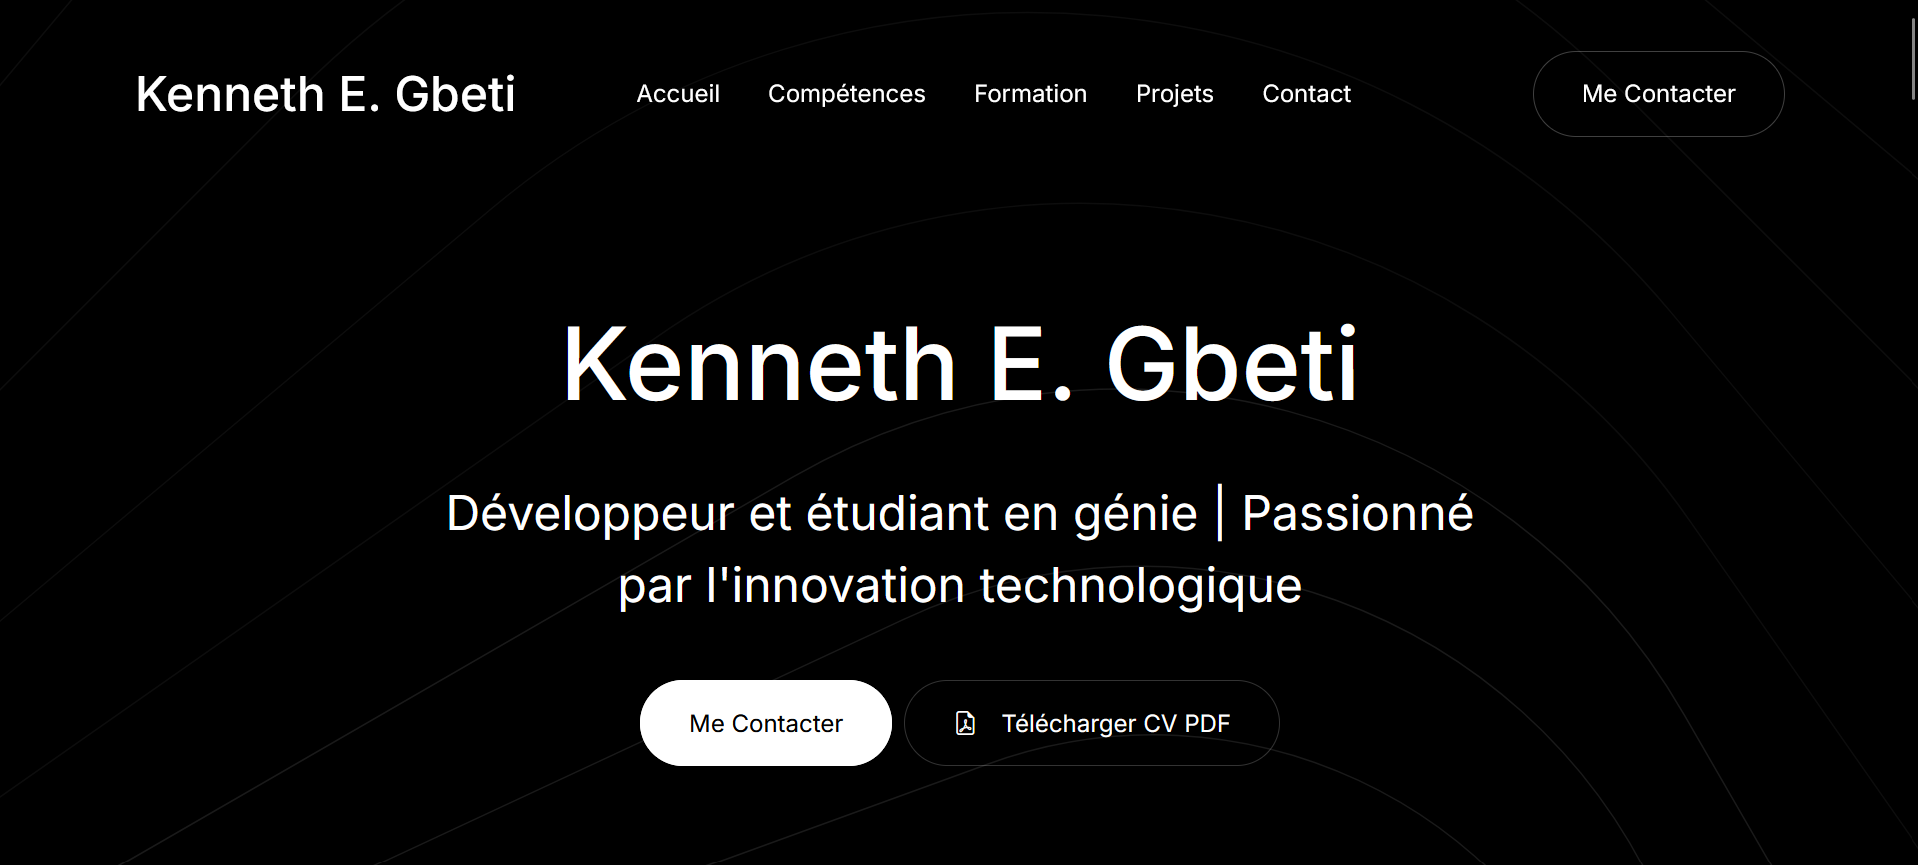 Kenneth E. Gbeti
Accueil
Compétences
Formation
Projets
Contact
Me Contacter
Kenneth E. Gbeti
Développeur et étudiant en génie | Passionné
par l'innovation technologique
Me Contacter
Télécharger CV PDF